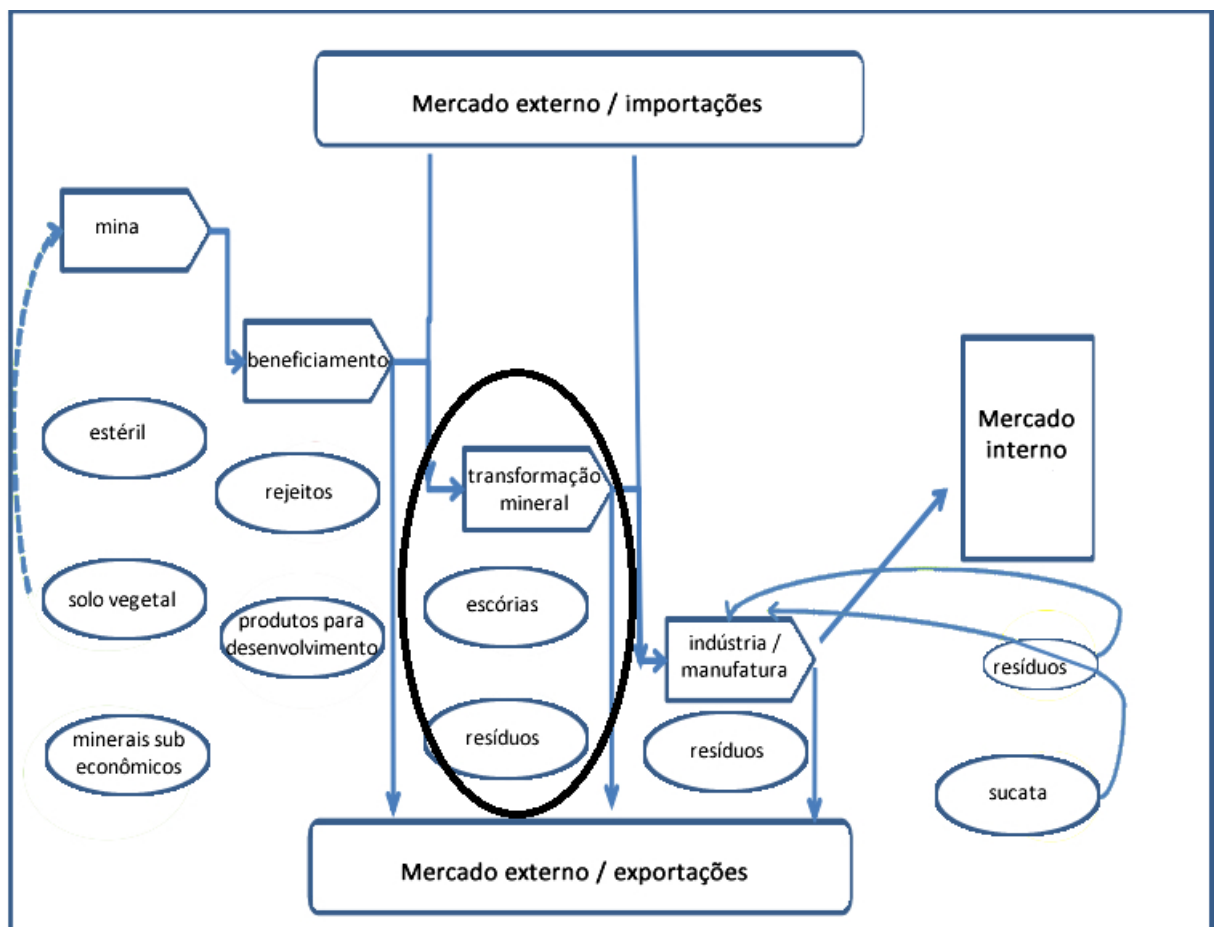 Mercado externo / importações
mina
beneficiamento
estéril
rejeitos
solo vegetal
produtos para
desenvolvimento
minerais sub
econômicos
transformação
mineral
escórias
resíduos
indústria /
manufatura
resíduos
Mercado
interno
resíduos
sucata
Mercado externo / exportações